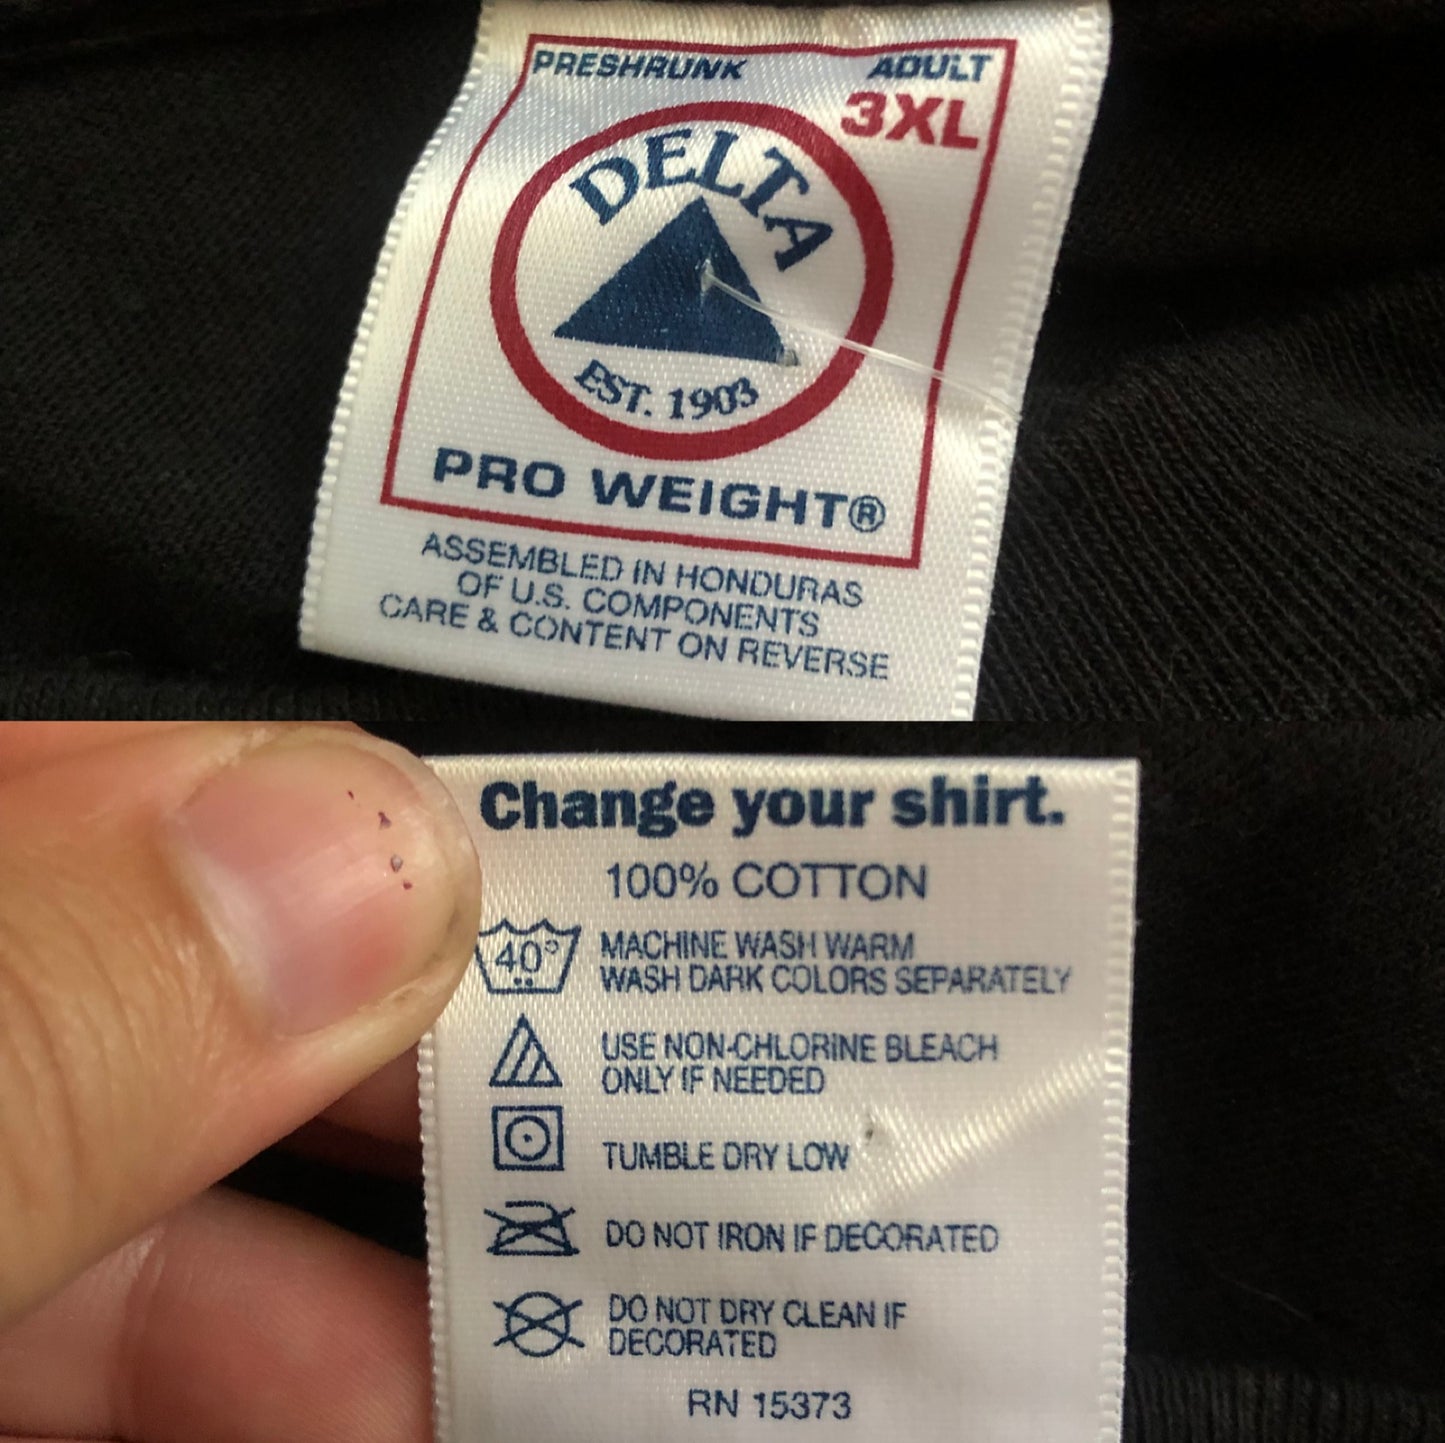 PRESHRUNK ADULT
3XL
DELTA
EST. 1903
PRO WEIGHT®
ASSEMBLED IN HONDURAS
OF U.S. COMPONENTS
CARE & CONTENT ON REVERSE
Change your shirt.
100% COTTON
40° MACHINE WASH WARM
WASH DARK COLORS SEPARATELY
USE NON-CHLORINE BLEACH
ONLY IF NEEDED
TUMBLE DRY LOW
DO NOT IRON IF DECORATED
DO NOT DRY CLEAN IF
DECORATED
RN 15373